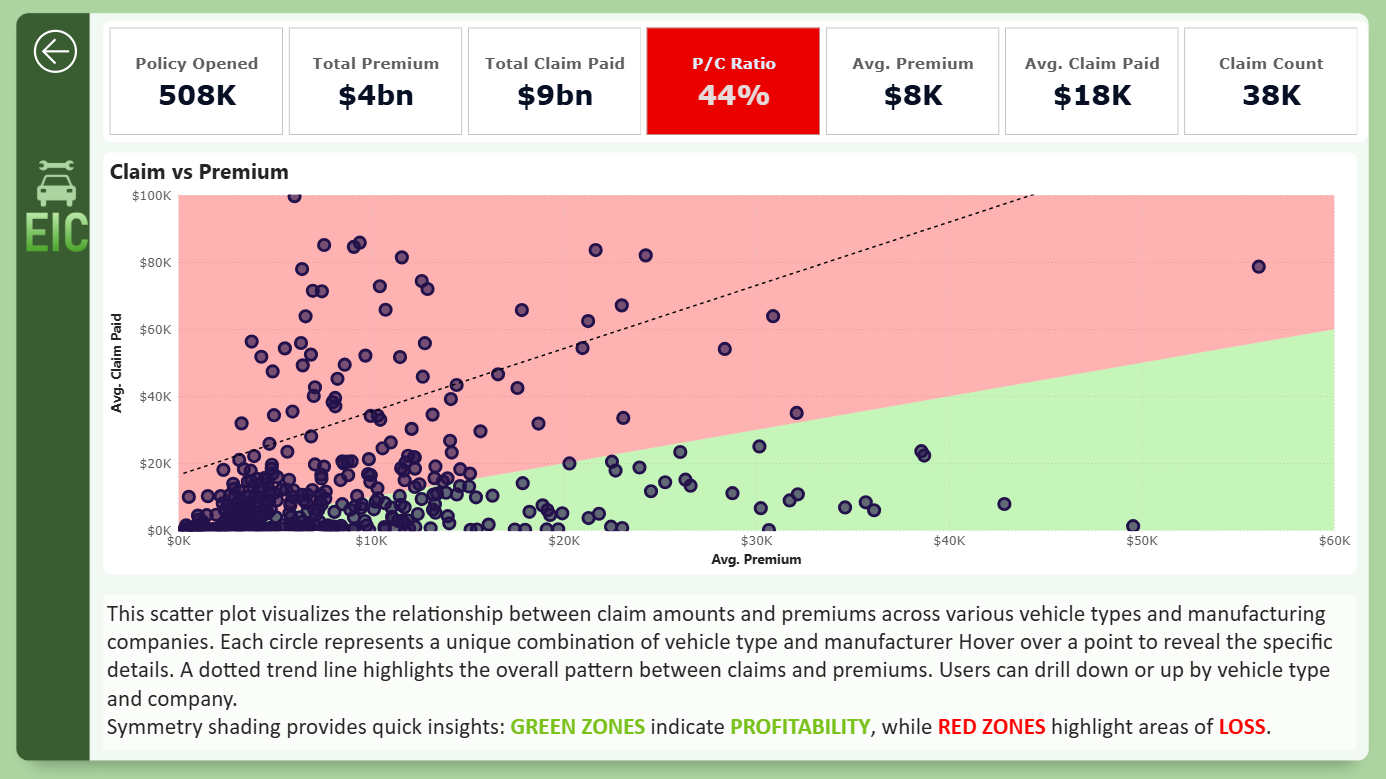 Policy Opened
508K
Total Premium
$4bn
Total Claim Paid
$9bn
P/C Ratio
44%
Avg. Premium
$8K
Avg. Claim Paid
$18K
Claim Count
38K
EIC
Claim vs Premium
Avg. Claim Paid
$100K
$80K
$60K
$40K
$20K
$0K
$0K
$10K
$20K
$30K
$40K
$50K
$60K
Avg. Premium
This scatter plot visualizes the relationship between claim amounts and premiums across various vehicle types and manufacturing
companies. Each circle represents a unique combination of vehicle type and manufacturer Hover over a point to reveal the specific
details. A dotted trend line highlights the overall pattern between claims and premiums. Users can drill down or up by vehicle type
and company.
Symmetry shading provides quick insights: GREEN ZONES indicate PROFITABILITY, while RED ZONES highlight areas of LOSS.